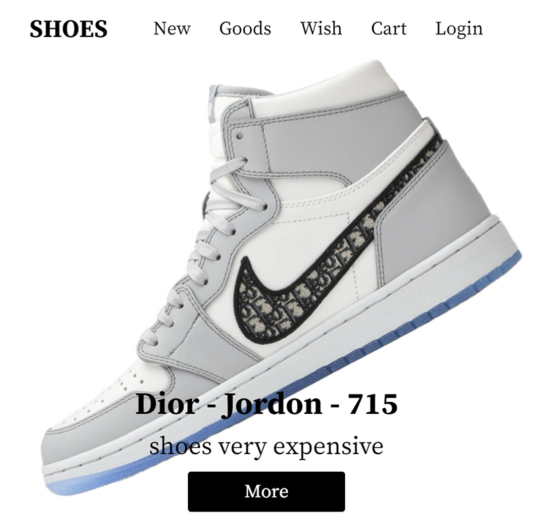 SHOES New Goods Wish Cart Login
Dior - Jordon - 715
shoes very expensive
More